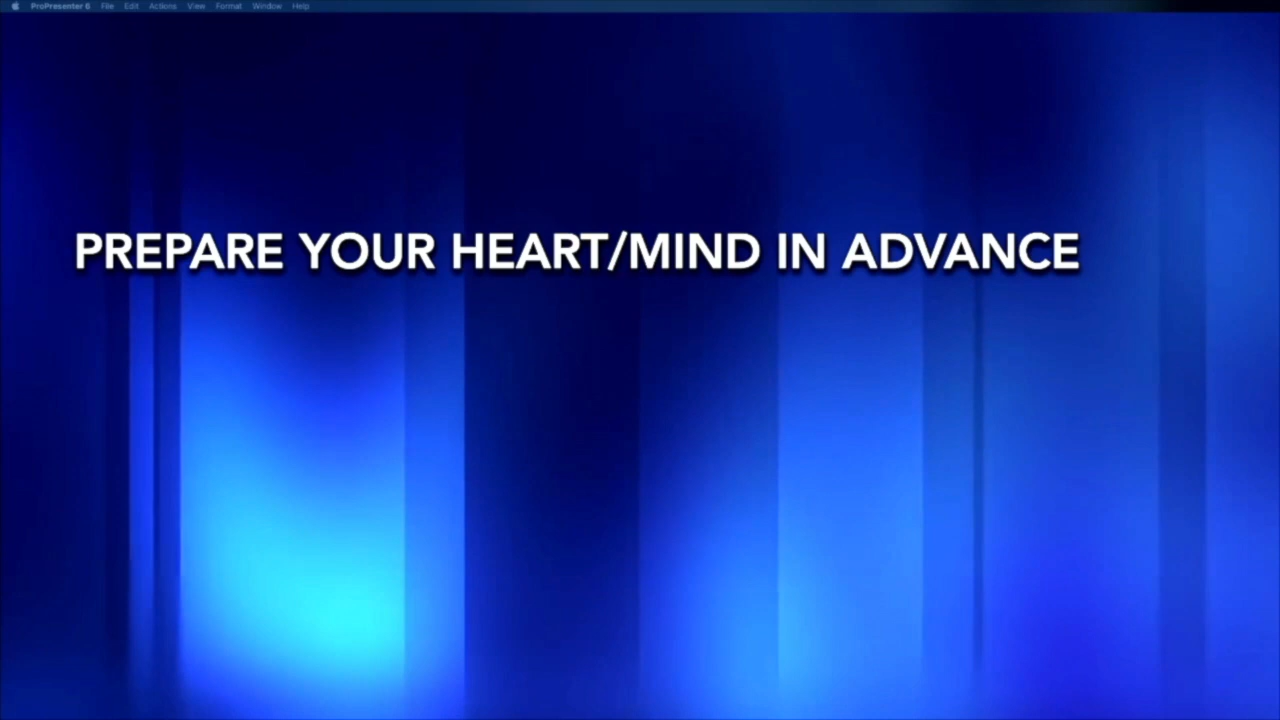 ProPresenter 6 File Edit Actions View Format Window Help
PREPARE YOUR HEART/MIND IN ADVANCE